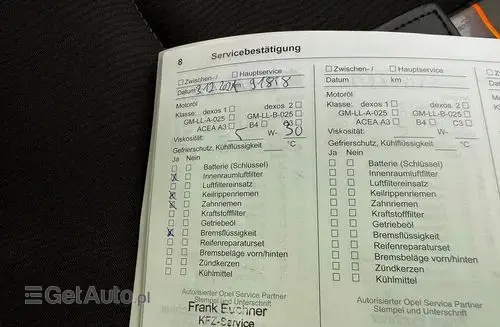 8 Servicebestätigung
☐ Zwischen-/ ☐ Hauptservice
Datum 3.12.2021 km 91818
Motoröl
Klasse: dexos 1 ☐ dexos 2 ☐
GM-LL-A-025 ☐ GM-LL-B-025 ☐
ACEA A3 ☐ B4 ☐ C3 ☐
Viskosität: 5 W- 30
Gefrierschutz, Kühlflüssigkeit °C
Ja Nein
☐ ☐ Batterie (Schlüssel)
☒ ☐ Innenraumluftfilter
☐ ☐ Luftfiltereinsatz
☒ ☐ Keilrippenriemen
☒ ☐ Zahnriemen
☐ ☐ Kraftstofffilter
☐ ☐ Getriebeöl
☒ ☐ Bremsflüssigkeit
☐ ☐ Reifenreparaturset
☐ ☐ Bremsbeläge vorn/hinten
☐ ☐ Zündkerzen
☐ ☐ Kühlmittel
Autorisierter Opel Service Partner
Stempel und Unterschrift
KFZ-Service
☐ Zwischen-/ ☐ Hauptservice
Datum km
Motoröl
Klasse: dexos 1 ☐ dexos 2 ☐
GM-LL-A-025 ☐ GM-LL-B-025 ☐
ACEA A3 ☐ B4 ☐ C3 ☐
Viskosität: W-
Gefrierschutz, Kühlflüssigkeit °C
Ja Nein
☐ ☐ Batterie (Schlüssel)
☐ ☐ Innenraumluftfilter
☐ ☐ Luftfiltereinsatz
☐ ☐ Keilrippenriemen
☐ ☐ Zahnriemen
☐ ☐ Kraftstofffilter
☐ ☐ Getriebeöl
☐ ☐ Bremsflüssigkeit
☐ ☐ Reifenreparaturset
☐ ☐ Bremsbeläge vorn/hinten
☐ ☐ Zündkerzen
☐ ☐ Kühlmittel
Autorisierter Opel Service Partner
Stempel und Unterschrift
GetAuto.pl